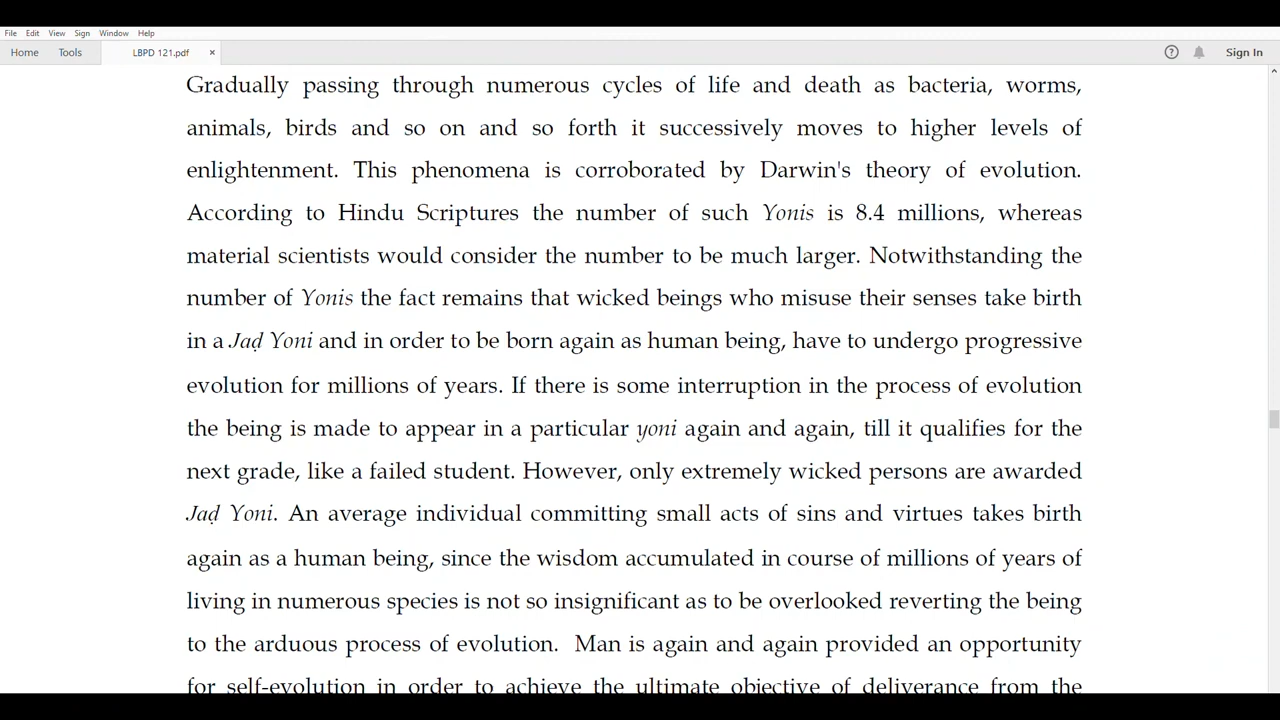 File Edit View Sign Window Help
Home Tools LBPD 121.pdf × ? Sign In
Gradually passing through numerous cycles of life and death as bacteria, worms,
animals, birds and so on and so forth it successively moves to higher levels of
enlightenment. This phenomena is corroborated by Darwin's theory of evolution.
According to Hindu Scriptures the number of such Yonis is 8.4 millions, whereas
material scientists would consider the number to be much larger. Notwithstanding the
number of Yonis the fact remains that wicked beings who misuse their senses take birth
in a Jaḍ Yoni and in order to be born again as human being, have to undergo progressive
evolution for millions of years. If there is some interruption in the process of evolution
the being is made to appear in a particular yoni again and again, till it qualifies for the
next grade, like a failed student. However, only extremely wicked persons are awarded
Jaḍ Yoni. An average individual committing small acts of sins and virtues takes birth
again as a human being, since the wisdom accumulated in course of millions of years of
living in numerous species is not so insignificant as to be overlooked reverting the being
to the arduous process of evolution. Man is again and again provided an opportunity
for self-evolution in order to achieve the ultimate objective of deliverance from the